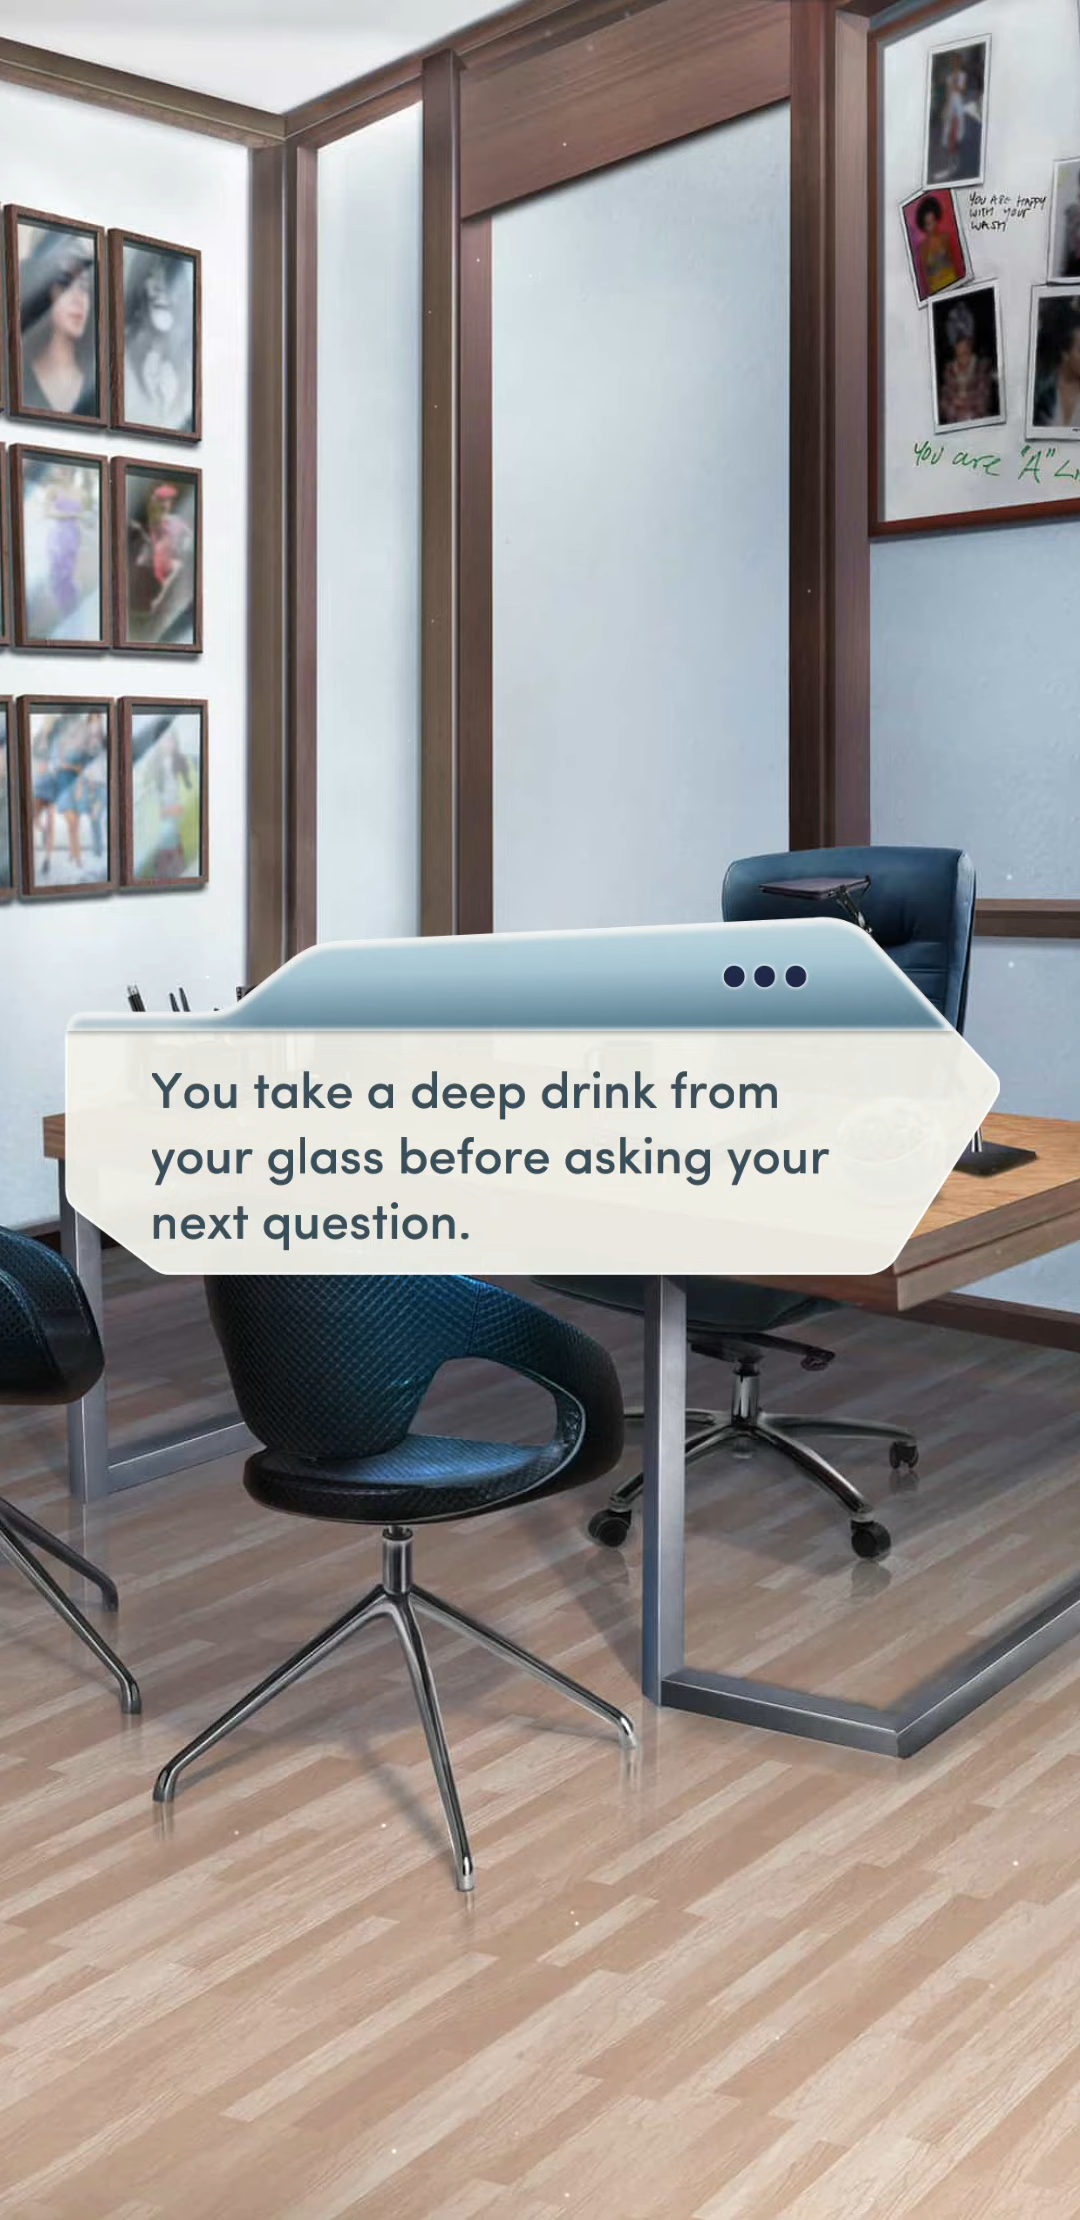 YOU ARE HAPPY
WITH YOUR
WASH
You are "A" Li
You take a deep drink from
your glass before asking your
next question.